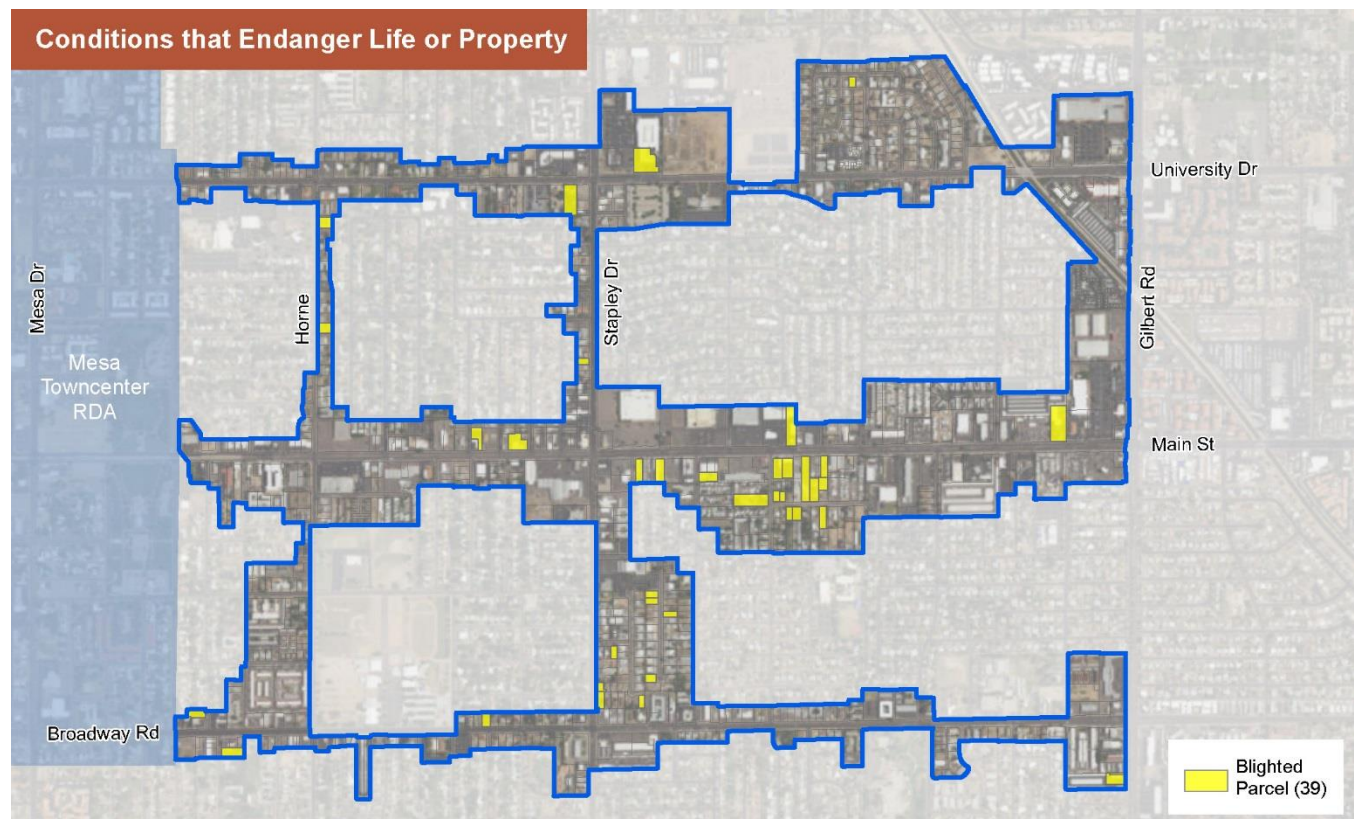 Conditions that Endanger Life or Property
University Dr
Mesa Dr
Horne
Stapley Dr
Gilbert Rd
Mesa
Towncenter
RDA
Main St
Broadway Rd
Blighted
Parcel (39)